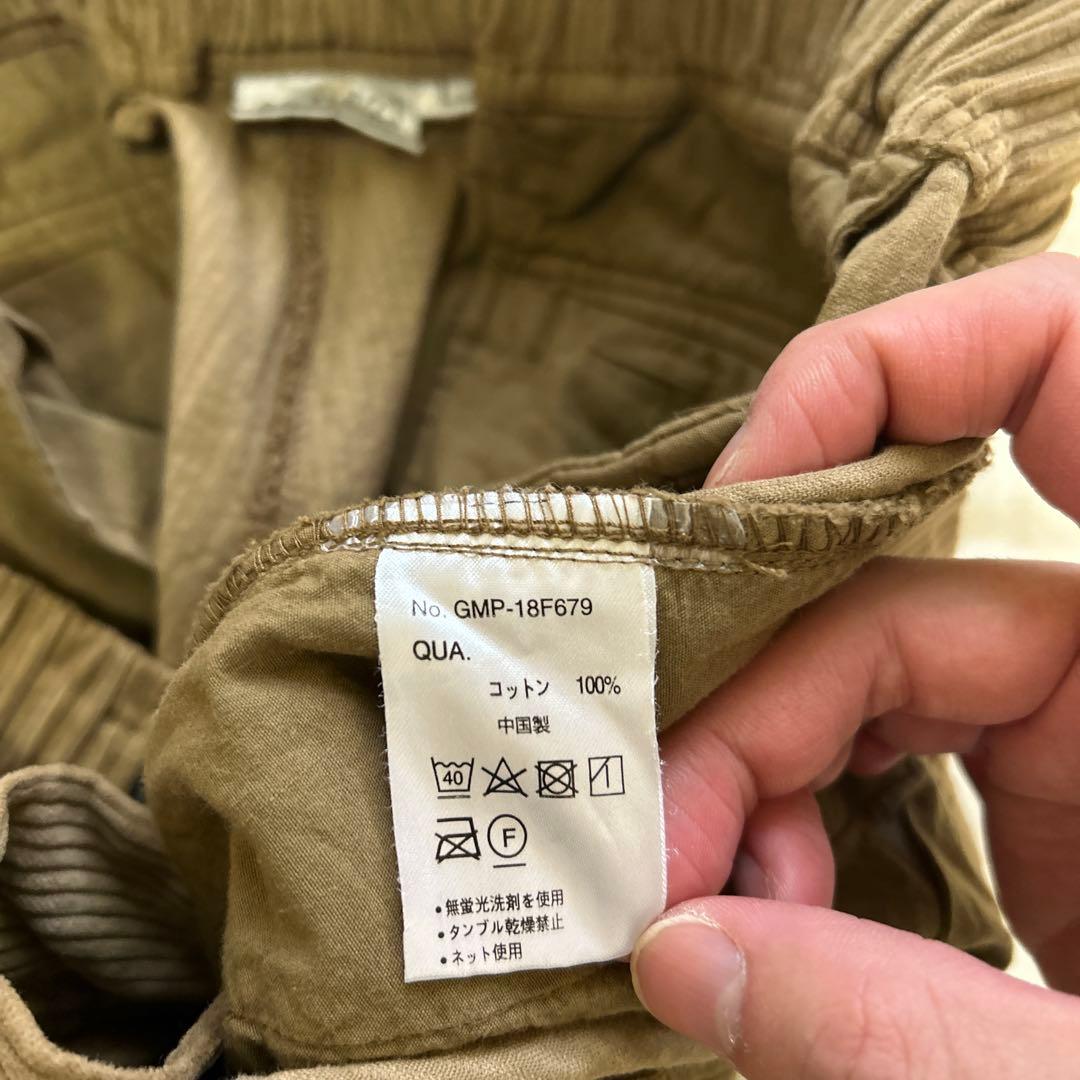 No. GMP-18F679
QUA.
コットン 100%
中国製
40
F
•無蛍光洗剤を使用
•タンブル乾燥禁止
•ネット使用